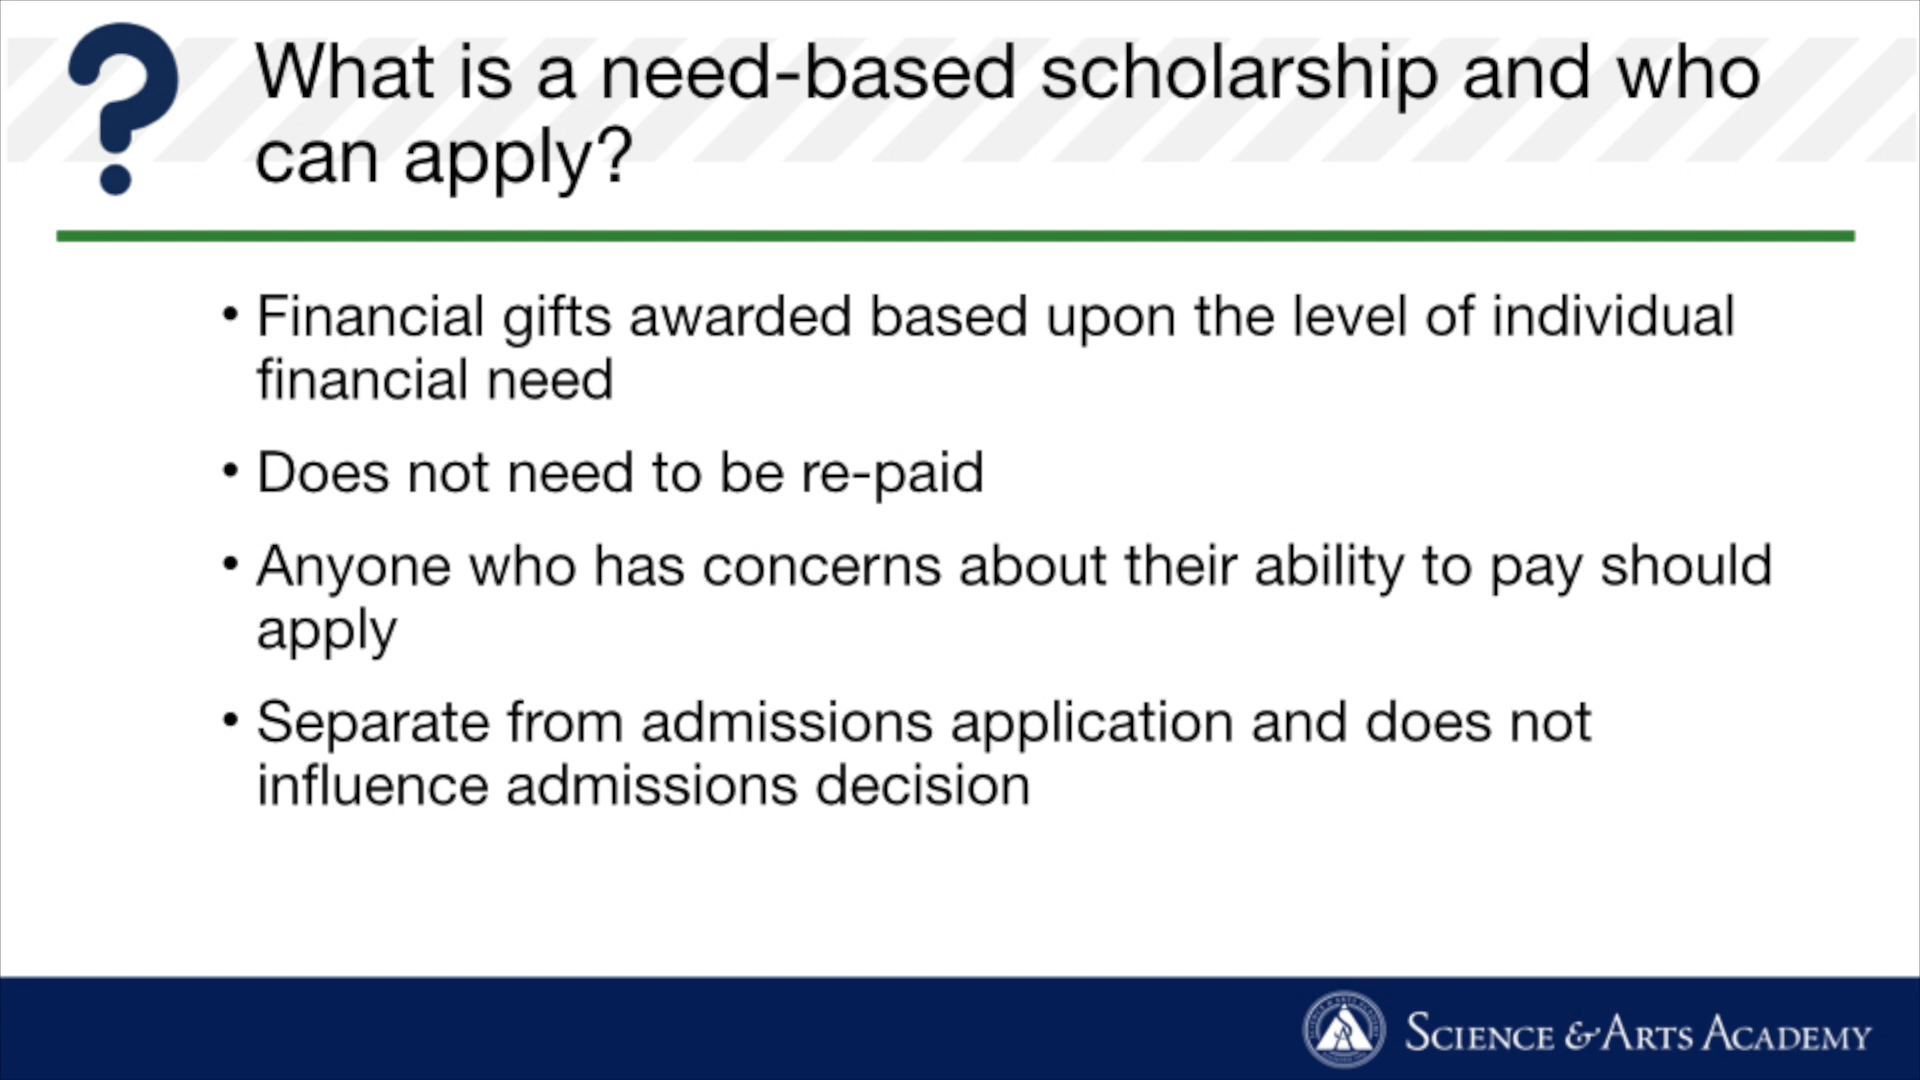 What is a need-based scholarship and who
can apply?
• Financial gifts awarded based upon the level of individual
financial need
• Does not need to be re-paid
• Anyone who has concerns about their ability to pay should
apply
• Separate from admissions application and does not
influence admissions decision
SCIENCE & ARTS ACADEMY